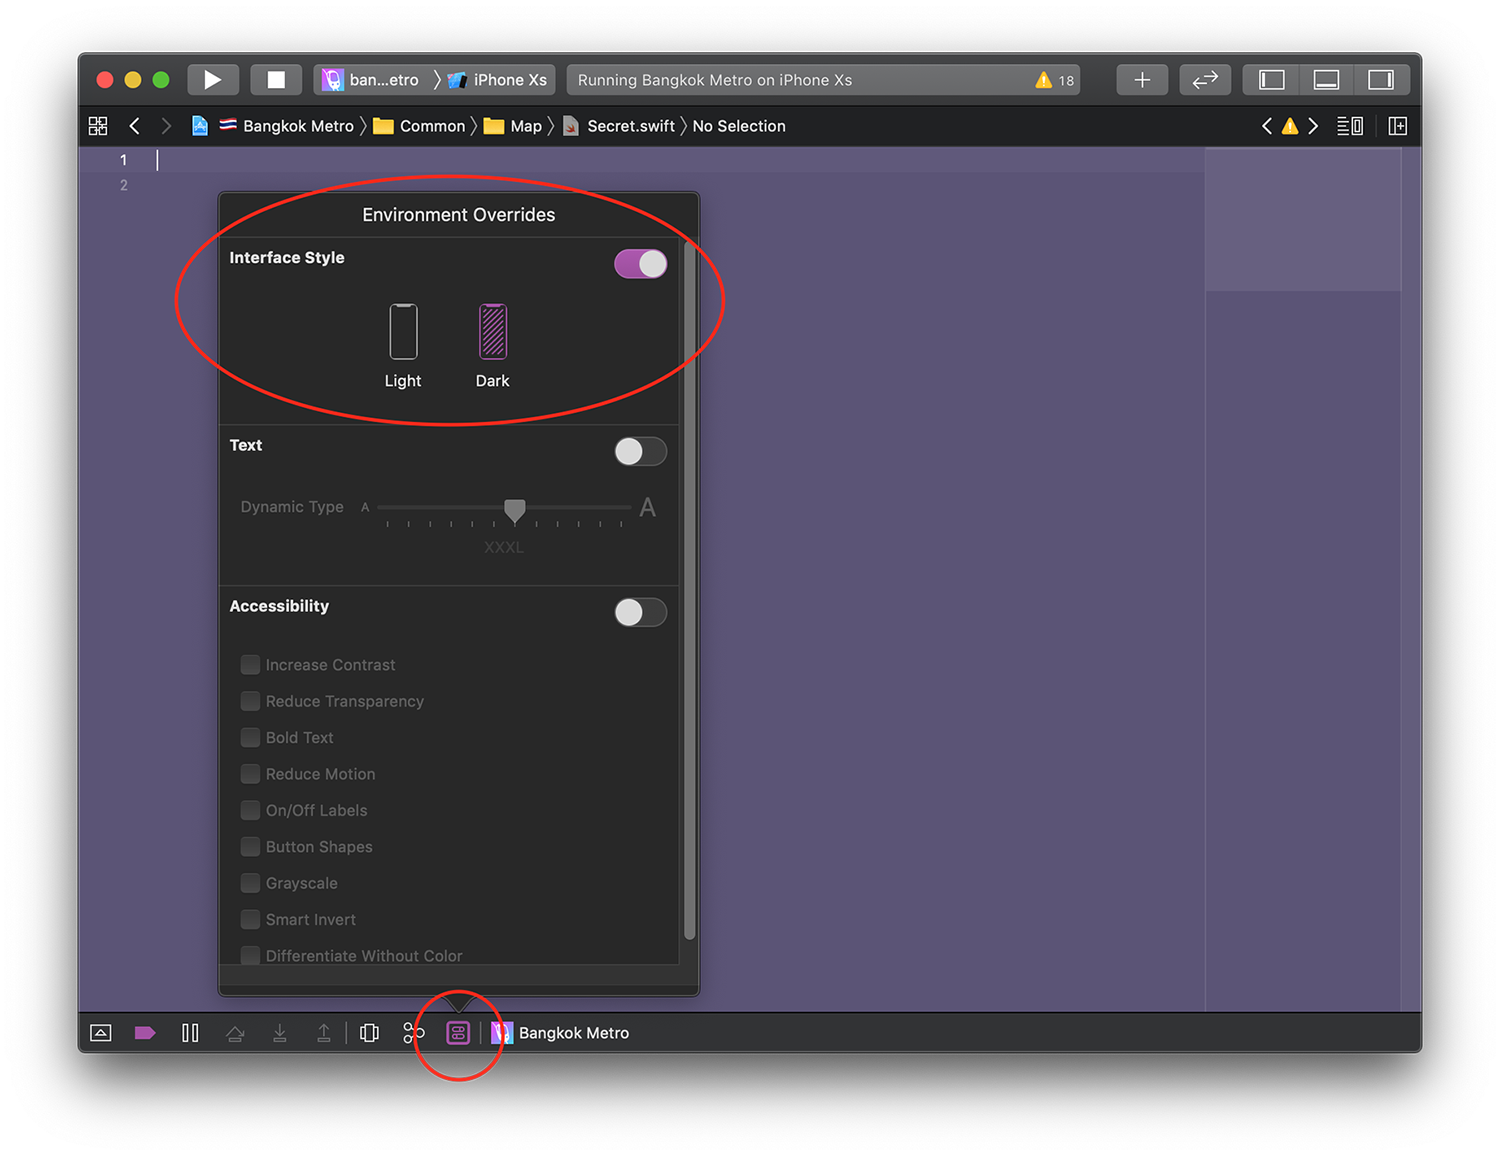 ban...etro 〉 iPhone Xs
Running Bangkok Metro on iPhone Xs
18
Bangkok Metro 〉 Common 〉 Map 〉 Secret.swift 〉 No Selection
1
2
Environment Overrides
Interface Style
Light Dark
Text
Dynamic Type A A
XXXL
Accessibility
Increase Contrast
Reduce Transparency
Bold Text
Reduce Motion
On/Off Labels
Button Shapes
Grayscale
Smart Invert
Differentiate Without Color
Bangkok Metro